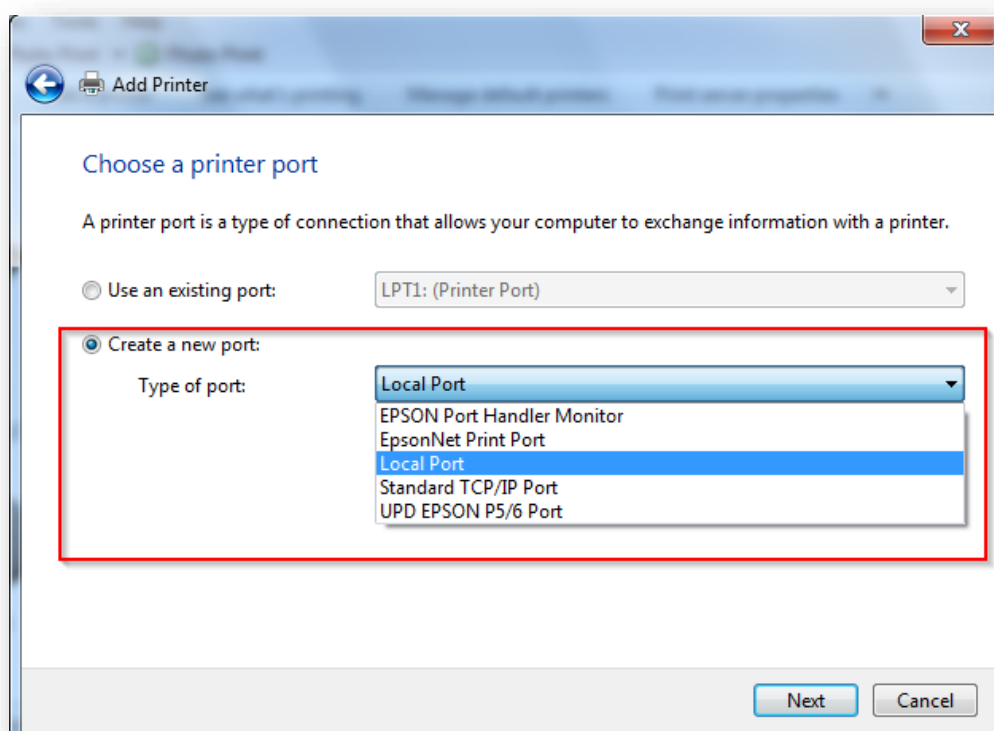 Add Printer
Choose a printer port
A printer port is a type of connection that allows your computer to exchange information with a printer.
Use an existing port: LPT1: (Printer Port)
Create a new port:
Type of port: Local Port
EPSON Port Handler Monitor
EpsonNet Print Port
Local Port
Standard TCP/IP Port
UPD EPSON P5/6 Port
Next Cancel